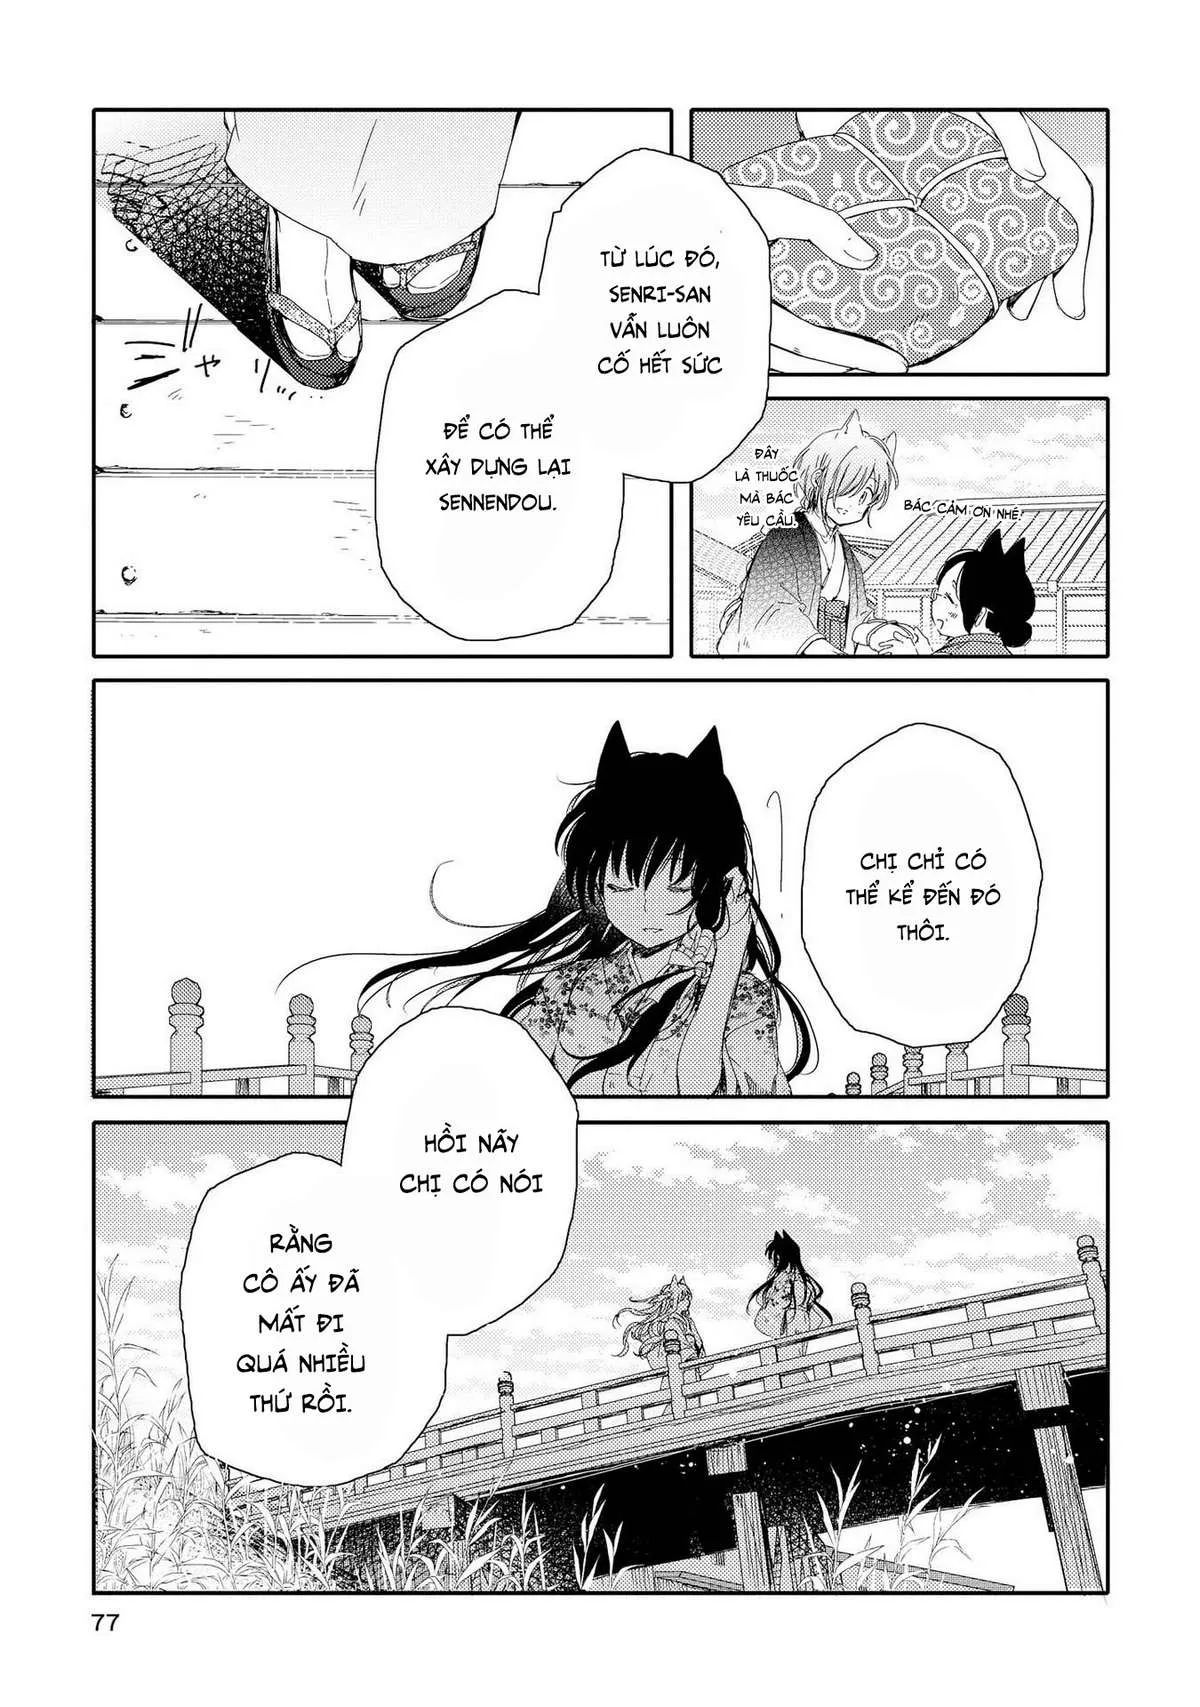 TỪ LÚC ĐÓ,
SENRI-SAN
VẪN LUÔN
CỐ HẾT SỨC
ĐỂ CÓ THỂ
XÂY DỰNG LẠI
SENNENDOU.
ĐÂY
LÀ THUỐC
MÀ BÁC
YÊU CẦU.
BÁC CẢM ƠN NHÉ.
CHỊ CHỈ CÓ
THỂ KỂ ĐẾN ĐÓ
THÔI.
HỒI NÃY
CHỊ CÓ NÓI
RẰNG
CÔ ẤY ĐÃ
MẤT ĐI
QUÁ NHIỀU
THỨ RỒI.
77